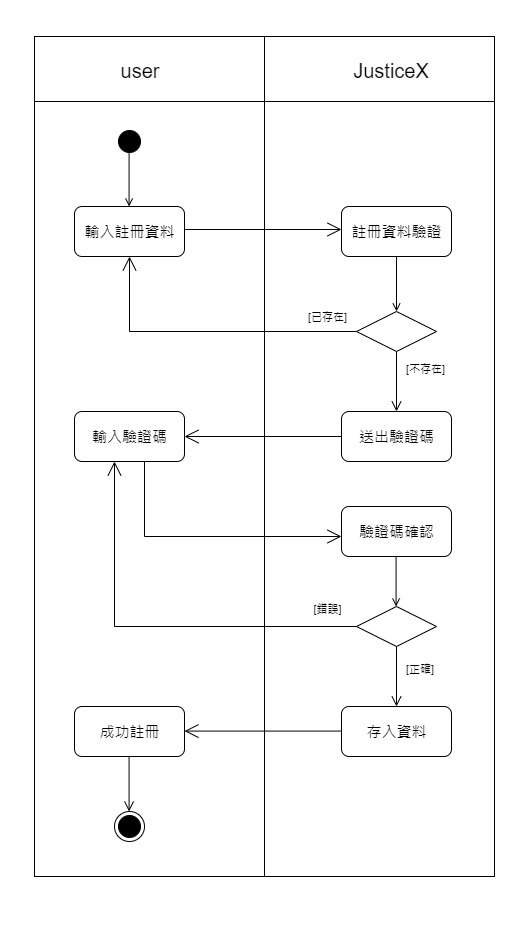 user
JusticeX
輸入註冊資料
註冊資料驗證
[已存在]
[不存在]
輸入驗證碼
送出驗證碼
驗證碼確認
[錯誤]
[正確]
成功註冊
存入資料